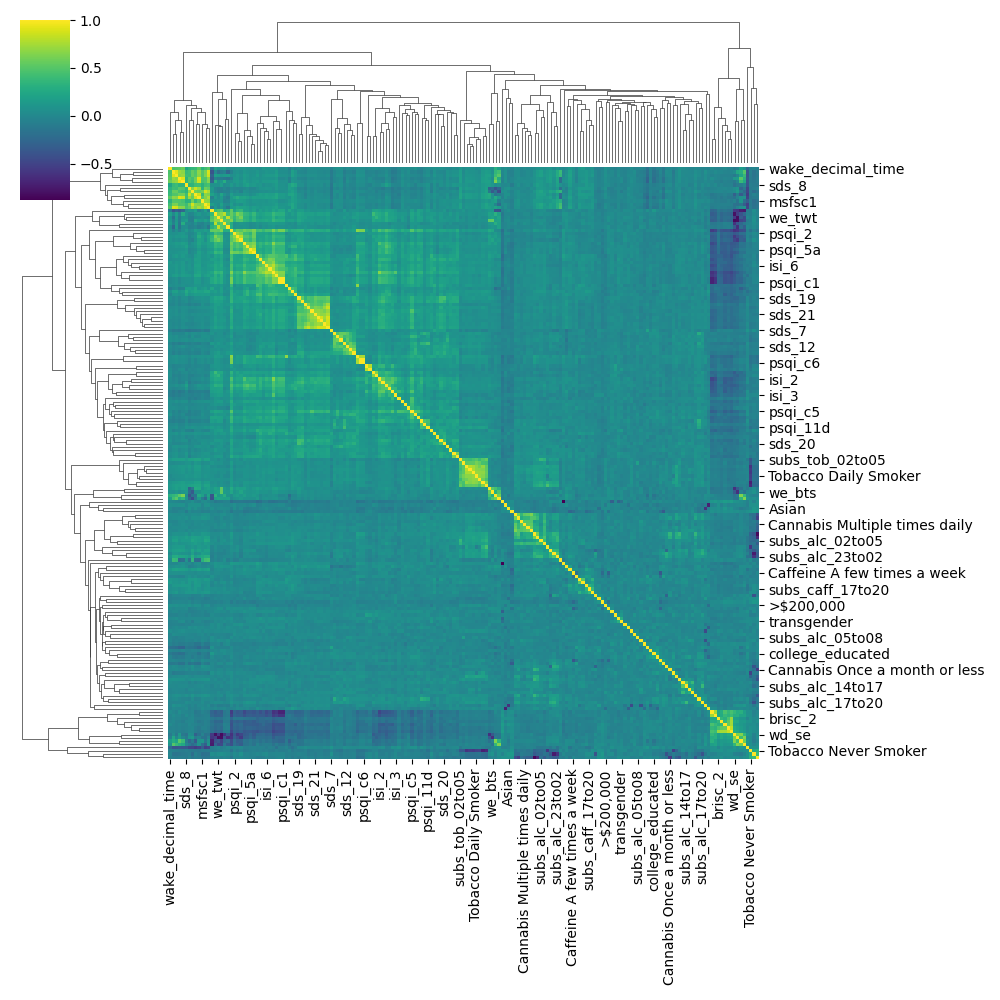 1.0
0.5
0.0
−0.5
wake_decimal_time
sds_8
msfsc1
we_twt
psqi_2
psqi_5a
isi_6
psqi_c1
sds_19
sds_21
sds_7
sds_12
psqi_c6
isi_2
isi_3
psqi_c5
psqi_11d
sds_20
subs_tob_02to05
Tobacco Daily Smoker
we_bts
Asian
Cannabis Multiple times daily
subs_alc_02to05
subs_alc_23to02
Caffeine A few times a week
subs_caff_17to20
>$200,000
transgender
subs_alc_05to08
college_educated
Cannabis Once a month or less
subs_alc_14to17
subs_alc_17to20
brisc_2
wd_se
Tobacco Never Smoker
wake_decimal_time
sds_8
msfsc1
we_twt
psqi_2
psqi_5a
isi_6
psqi_c1
sds_19
sds_21
sds_7
sds_12
psqi_c6
isi_2
isi_3
psqi_c5
psqi_11d
sds_20
subs_tob_02to05
Tobacco Daily Smoker
we_bts
Asian
Cannabis Multiple times daily
subs_alc_02to05
subs_alc_23to02
Caffeine A few times a week
subs_caff_17to20
>$200,000
transgender
subs_alc_05to08
college_educated
Cannabis Once a month or less
subs_alc_14to17
subs_alc_17to20
brisc_2
wd_se
Tobacco Never Smoker